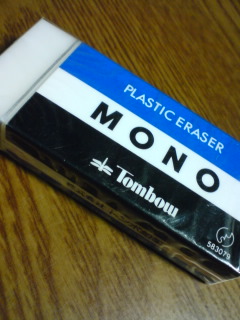 PLASTIC ERASER
MONO
Tombow
583079